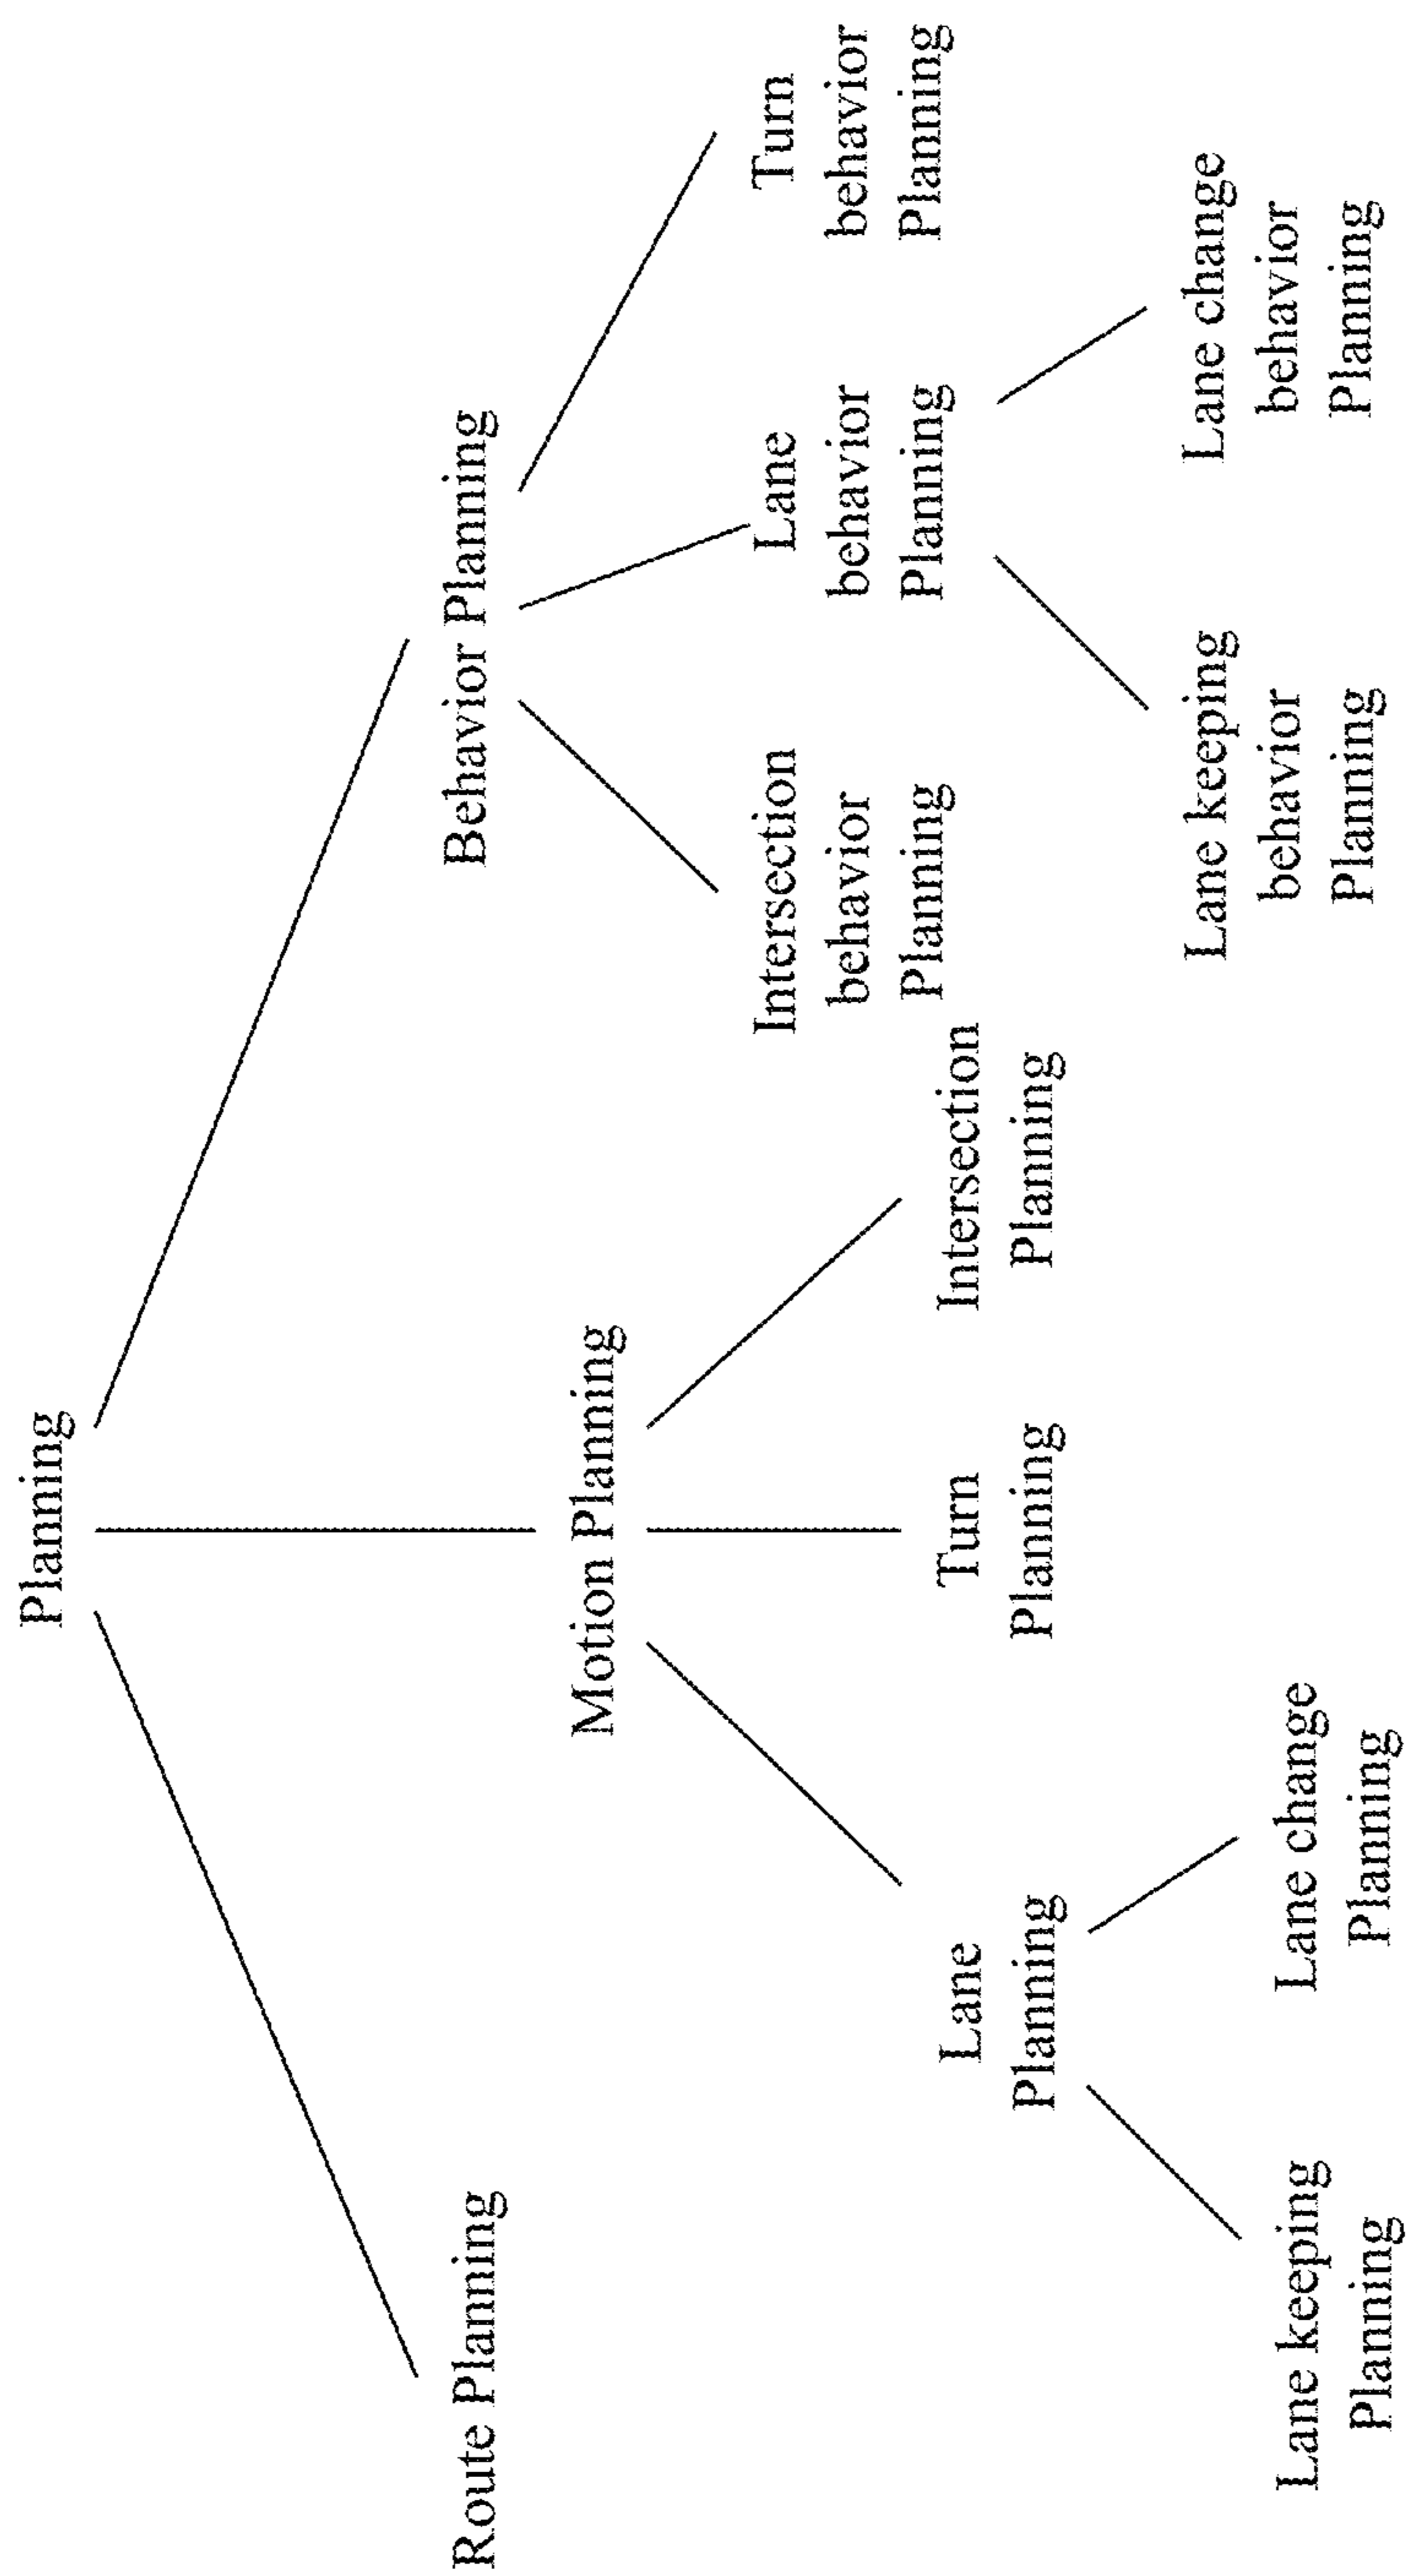 Planning
Behavior Planning
Route Planning
Motion Planning
Intersection
behavior
Planning
Lane
behavior
Planning
Turn
behavior
Planning
Lane
Planning
Turn
Planning
Intersection
Planning
Lane keeping
behavior
Planning
Lane change
behavior
Planning
Lane keeping
Planning
Lane change
Planning